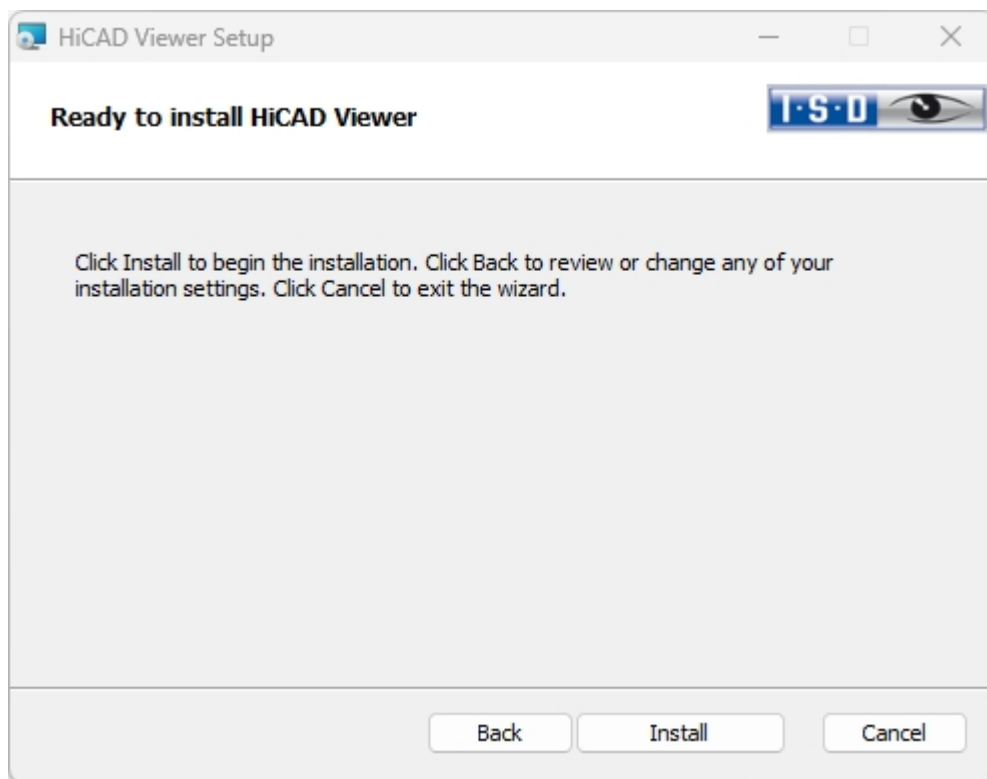 HiCAD Viewer Setup
Ready to install HiCAD Viewer
I·S·D
Click Install to begin the installation. Click Back to review or change any of your
installation settings. Click Cancel to exit the wizard.
Back Install Cancel